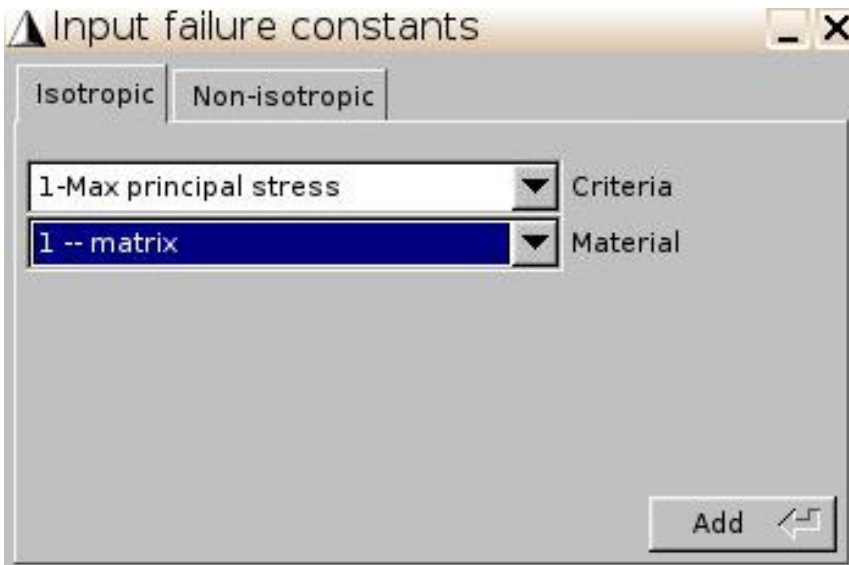 Input failure constants
Isotropic Non-isotropic
1-Max principal stress Criteria
1 -- matrix Material
Add